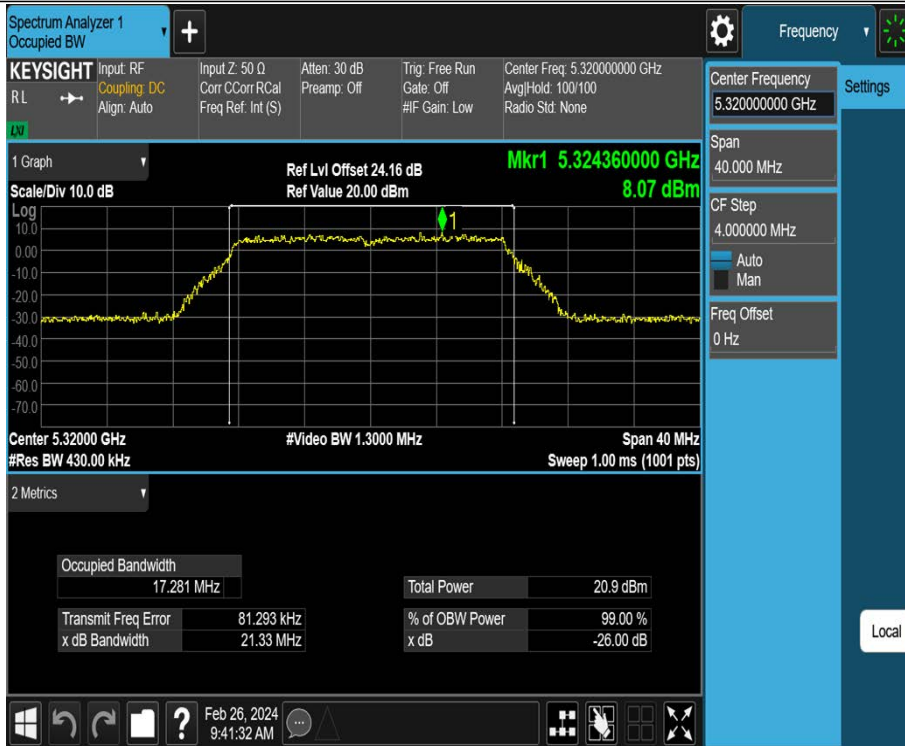 Spectrum Analyzer 1
Occupied BW
+
Frequency
KEYSIGHT
R L
LXI
Input: RF
Coupling: DC
Align: Auto
Input Z: 50 Ω
Corr CCorr RCal
Freq Ref: Int (S)
Atten: 30 dB
Preamp: Off
Trig: Free Run
Gate: Off
#IF Gain: Low
Center Freq: 5.320000000 GHz
Avg|Hold: 100/100
Radio Std: None
Center Frequency
5.320000000 GHz
Settings
Span
40.000 MHz
CF Step
4.000000 MHz
Auto
Man
Freq Offset
0 Hz
1 Graph
Scale/Div 10.0 dB
Ref Lvl Offset 24.16 dB
Ref Value 20.00 dBm
Mkr1 5.324360000 GHz
8.07 dBm
Log
10.0
0.00
-10.0
-20.0
-30.0
-40.0
-50.0
-60.0
-70.0
1
Center 5.32000 GHz
#Res BW 430.00 kHz
#Video BW 1.3000 MHz
Span 40 MHz
Sweep 1.00 ms (1001 pts)
2 Metrics
Occupied Bandwidth
17.281 MHz
Total Power 20.9 dBm
Transmit Freq Error 81.293 kHz
% of OBW Power 99.00 %
x dB Bandwidth 21.33 MHz
x dB -26.00 dB
Local
?
Feb 26, 2024
9:41:32 AM